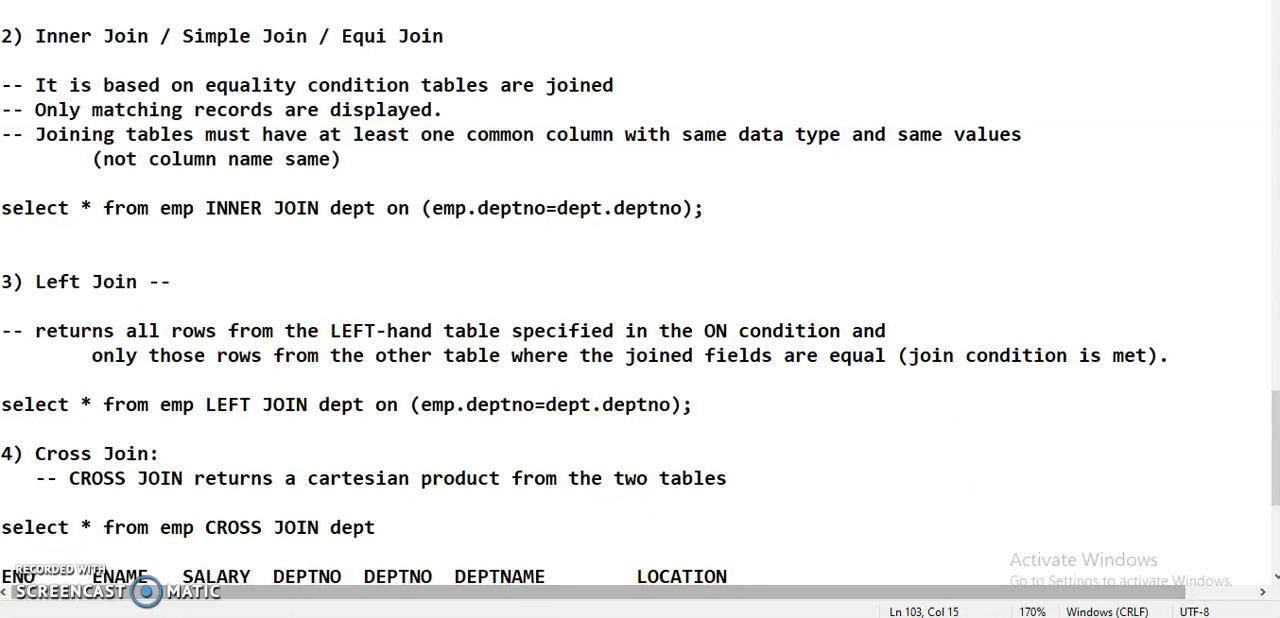 2) Inner Join / Simple Join / Equi Join
-- It is based on equality condition tables are joined
-- Only matching records are displayed.
-- Joining tables must have at least one common column with same data type and same values
(not column name same)
select * from emp INNER JOIN dept on (emp.deptno=dept.deptno);
3) Left Join --
-- returns all rows from the LEFT-hand table specified in the ON condition and
only those rows from the other table where the joined fields are equal (join condition is met).
select * from emp LEFT JOIN dept on (emp.deptno=dept.deptno);
4) Cross Join:
-- CROSS JOIN returns a cartesian product from the two tables
select * from emp CROSS JOIN dept
ENO ENAME SALARY DEPTNO DEPTNO DEPTNAME LOCATION
RECORDED WITH
SCREENCAST MATIC
Activate Windows
Go to Settings to activate Windows.
Ln 103, Col 15 170% Windows (CRLF) UTF-8